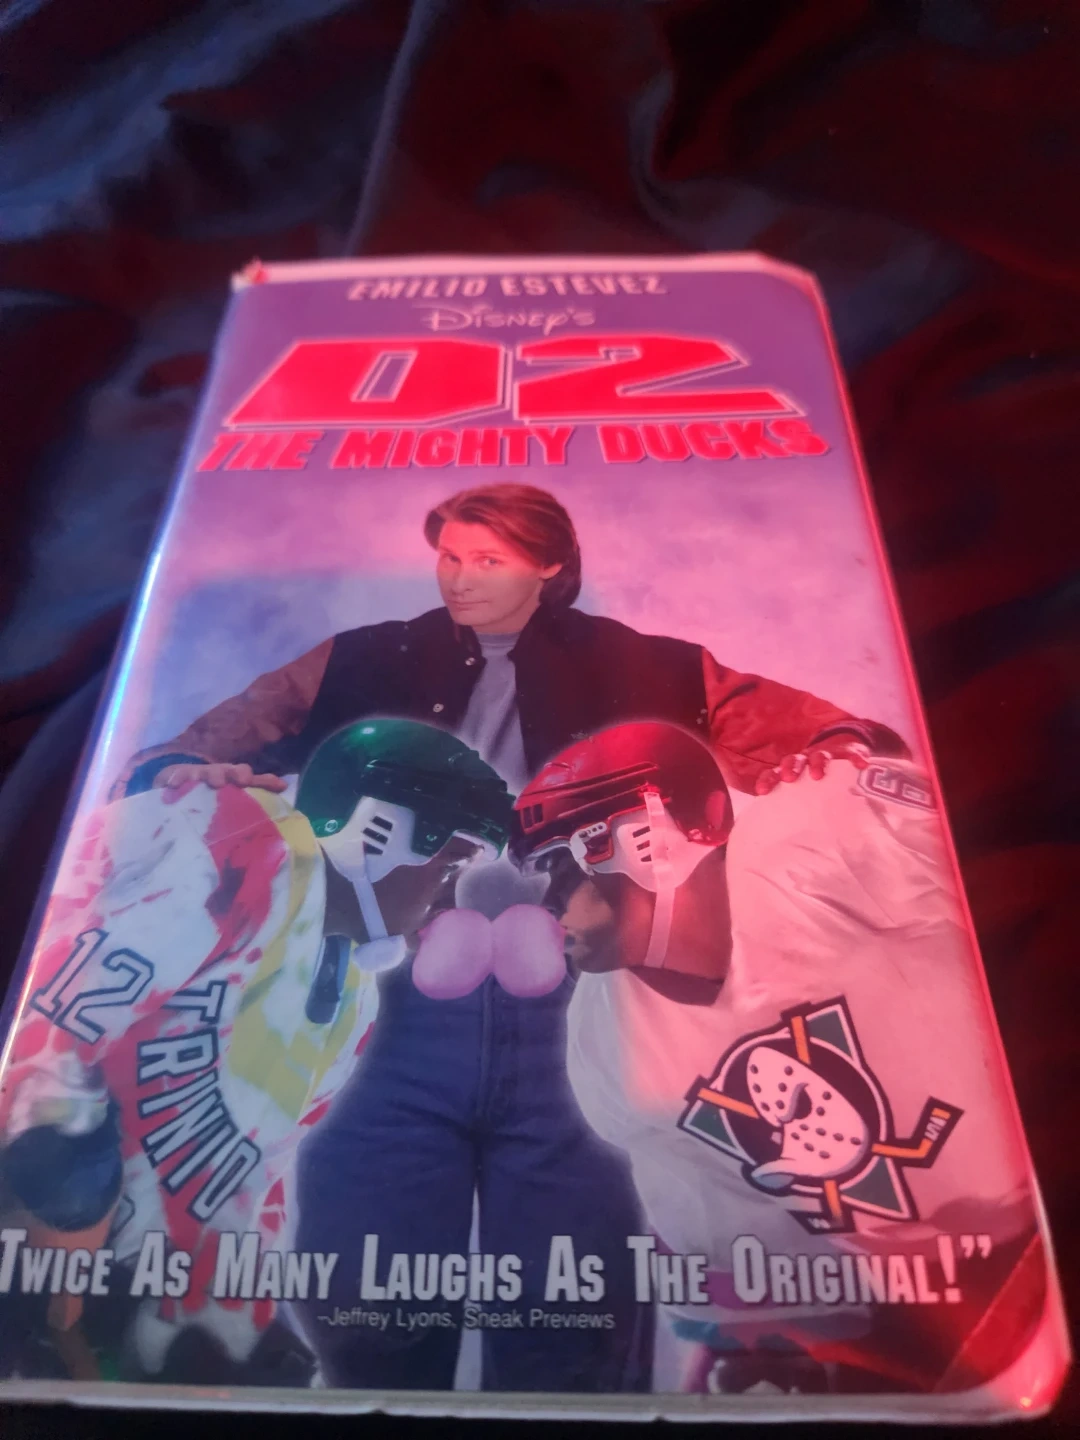 EMILIO ESTEVEZ
DISNEY'S
D2
THE MIGHTY DUCKS
12
TRINID
TWICE AS MANY LAUGHS AS THE ORIGINAL!”
–Jeffrey Lyons, Sneak Previews